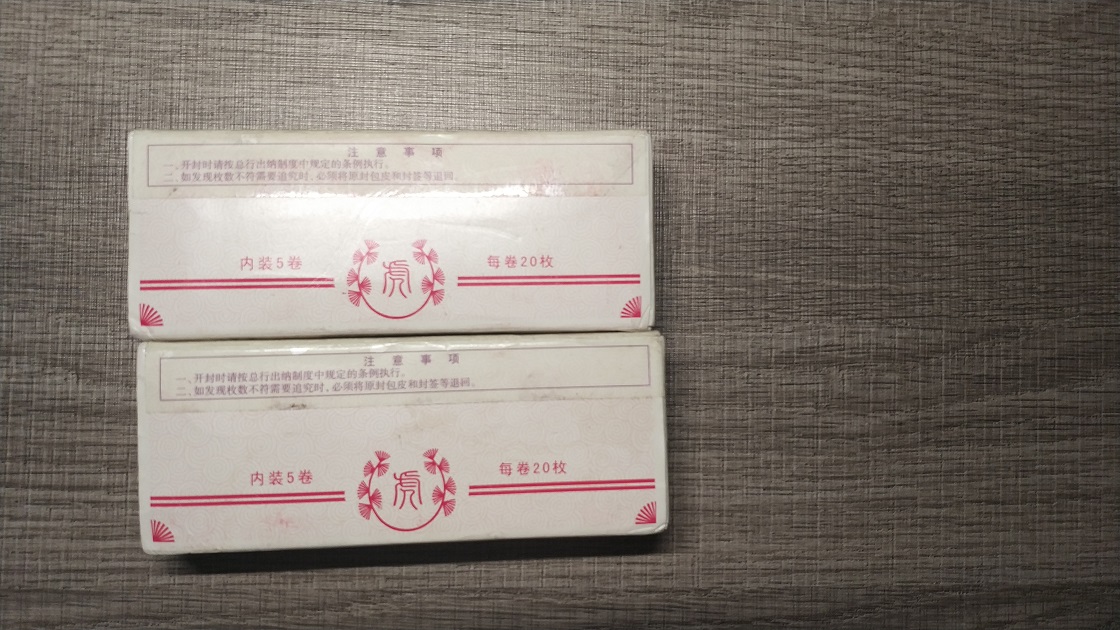 注意事项
一、开封时请按总行出纳制度中规定的条例执行。
二、如发现枚数不符需要追究时、必须将原封包皮和封签等退回。
内装5卷
虎
每卷20枚
注意事项
一、开封时请按总行出纳制度中规定的条例执行。
二、如发现枚数不符需要追究时、必须将原封包皮和封签等退回。
内装5卷
虎
每卷20枚